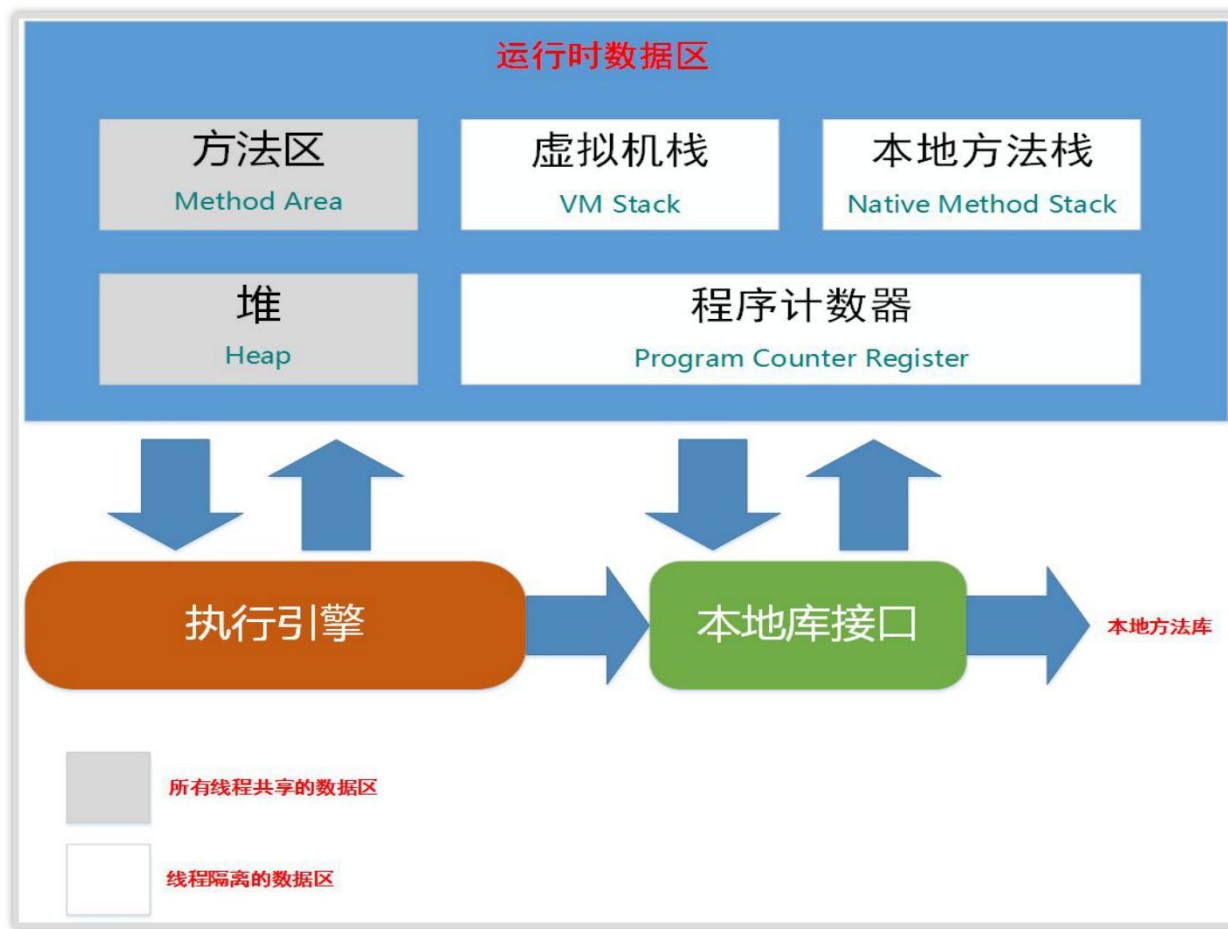 运行时数据区
方法区
Method Area
虚拟机栈
VM Stack
本地方法栈
Native Method Stack
堆
Heap
程序计数器
Program Counter Register
执行引擎
本地库接口
本地方法库
所有线程共享的数据区
线程隔离的数据区